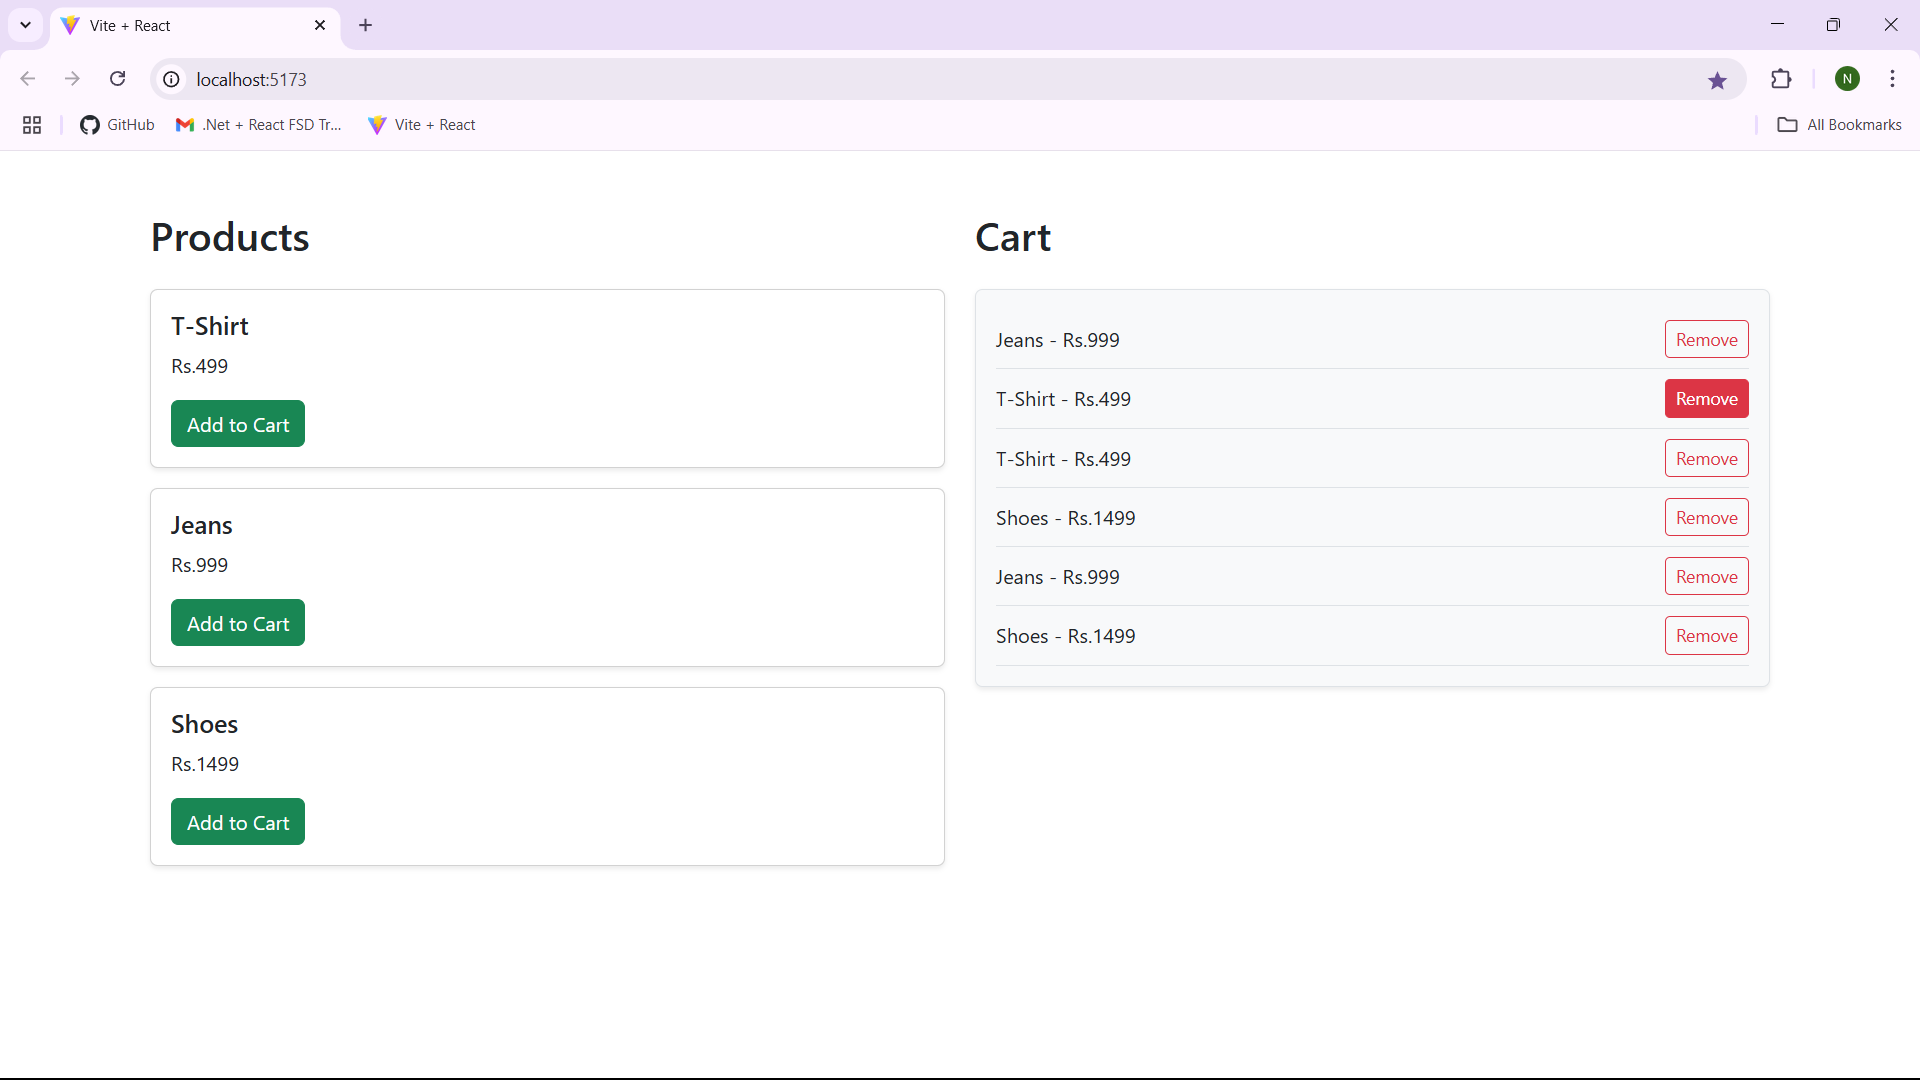 Vite + React
localhost:5173
N
GitHub
.Net + React FSD Tr...
Vite + React
All Bookmarks
Products
T-Shirt
Rs.499
Add to Cart
Jeans
Rs.999
Add to Cart
Shoes
Rs.1499
Add to Cart
Cart
Jeans - Rs.999 Remove
T-Shirt - Rs.499 Remove
T-Shirt - Rs.499 Remove
Shoes - Rs.1499 Remove
Jeans - Rs.999 Remove
Shoes - Rs.1499 Remove